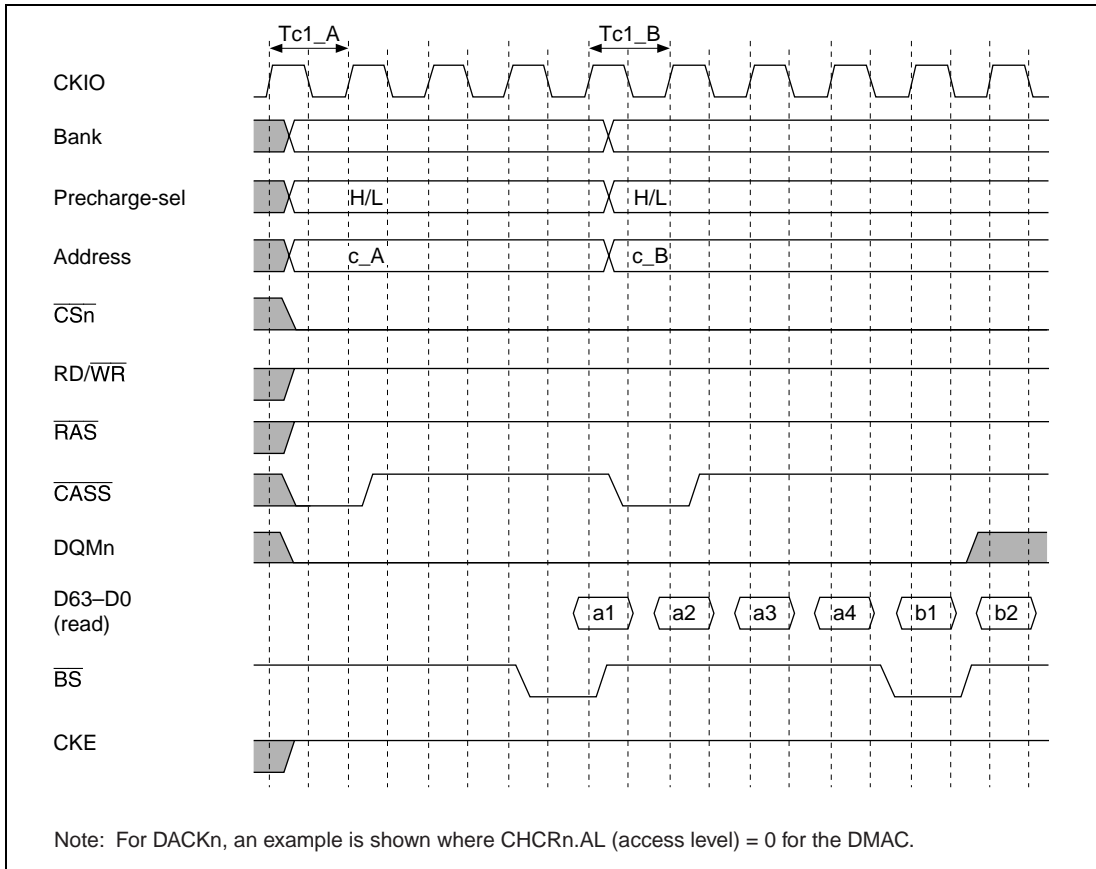 Tc1_A Tc1_B
CKIO
Bank
Precharge-sel H/L H/L
Address c_A c_B
CSn
RD/WR
RAS
CASS
DQMn
D63–D0
(read) a1 a2 a3 a4 b1 b2
BS
CKE
Note: For DACKn, an example is shown where CHCRn.AL (access level) = 0 for the DMAC.